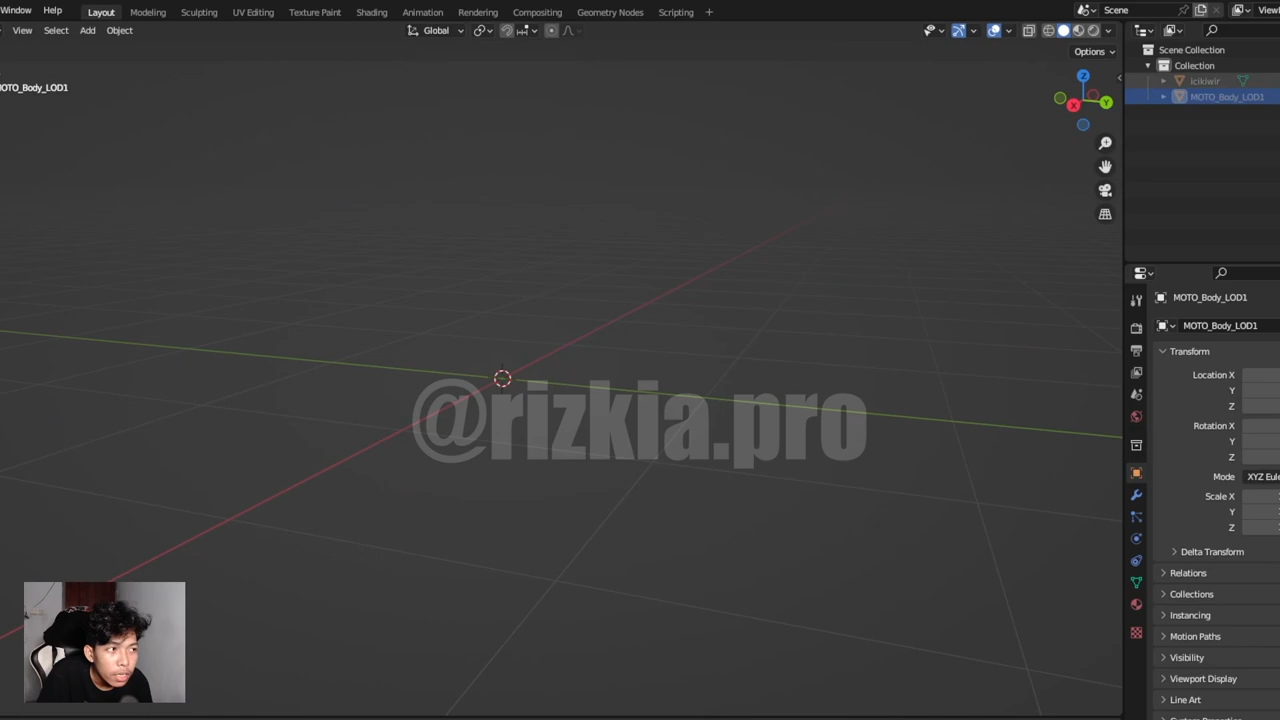 Window Help Layout Modeling Sculpting UV Editing Texture Paint Shading Animation Rendering Compositing Geometry Nodes Scripting + Scene
View Select Add Object Global
Options
Scene Collection
Collection
Icikiwir
MOTO_Body_LOD1
MOTO_Body_LOD1
Z
Y
X
@rizkia.pro
MOTO_Body_LOD1
MOTO_Body_LOD1
Transform
Location X
Y
Z
Rotation X
Y
Z
Mode XYZ Eule
Scale X
Y
Z
Delta Transform
Relations
Collections
Instancing
Motion Paths
Visibility
Viewport Display
Line Art